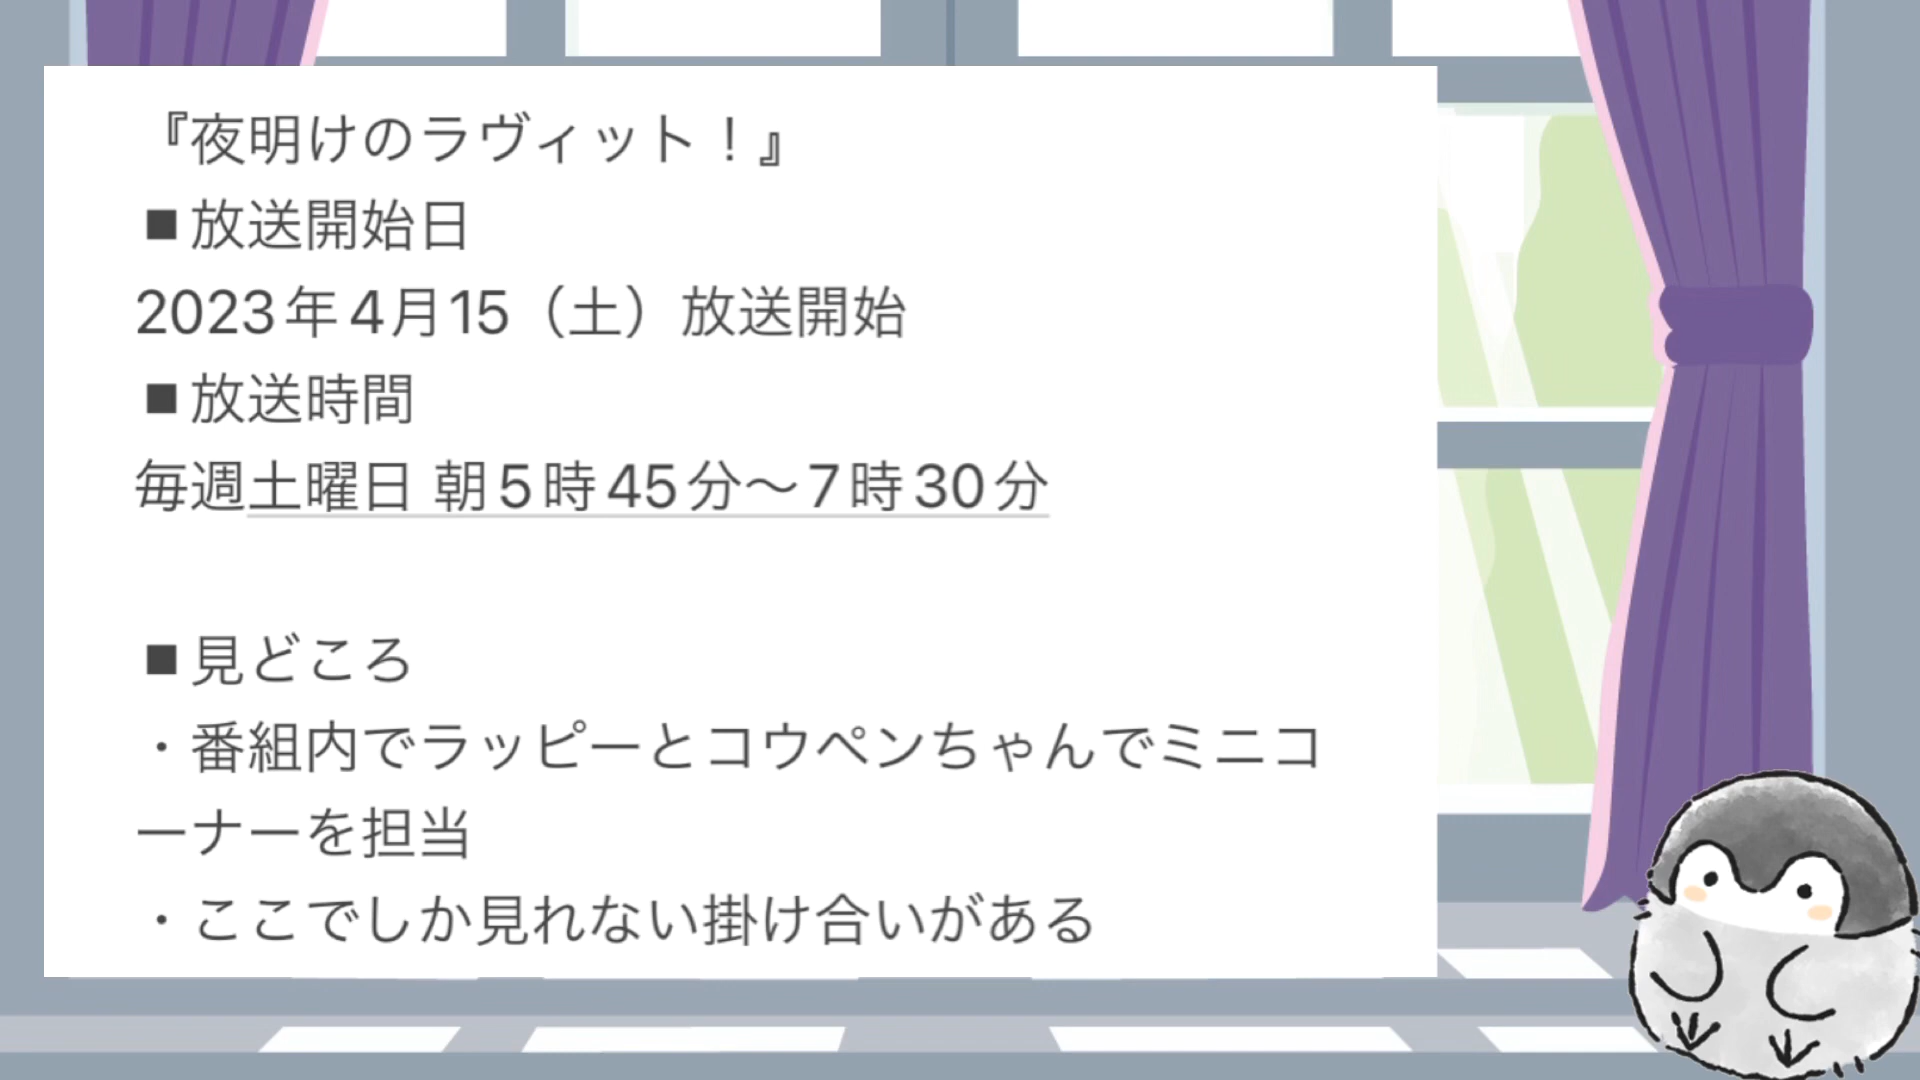 『夜明けのラヴィット！』
■放送開始日
2023年4月15（土）放送開始
■放送時間
毎週土曜日 朝5時45分〜7時30分
■見どころ
・番組内でラッピーとコウペンちゃんでミニコ
ーナーを担当
・ここでしか見れない掛け合いがある